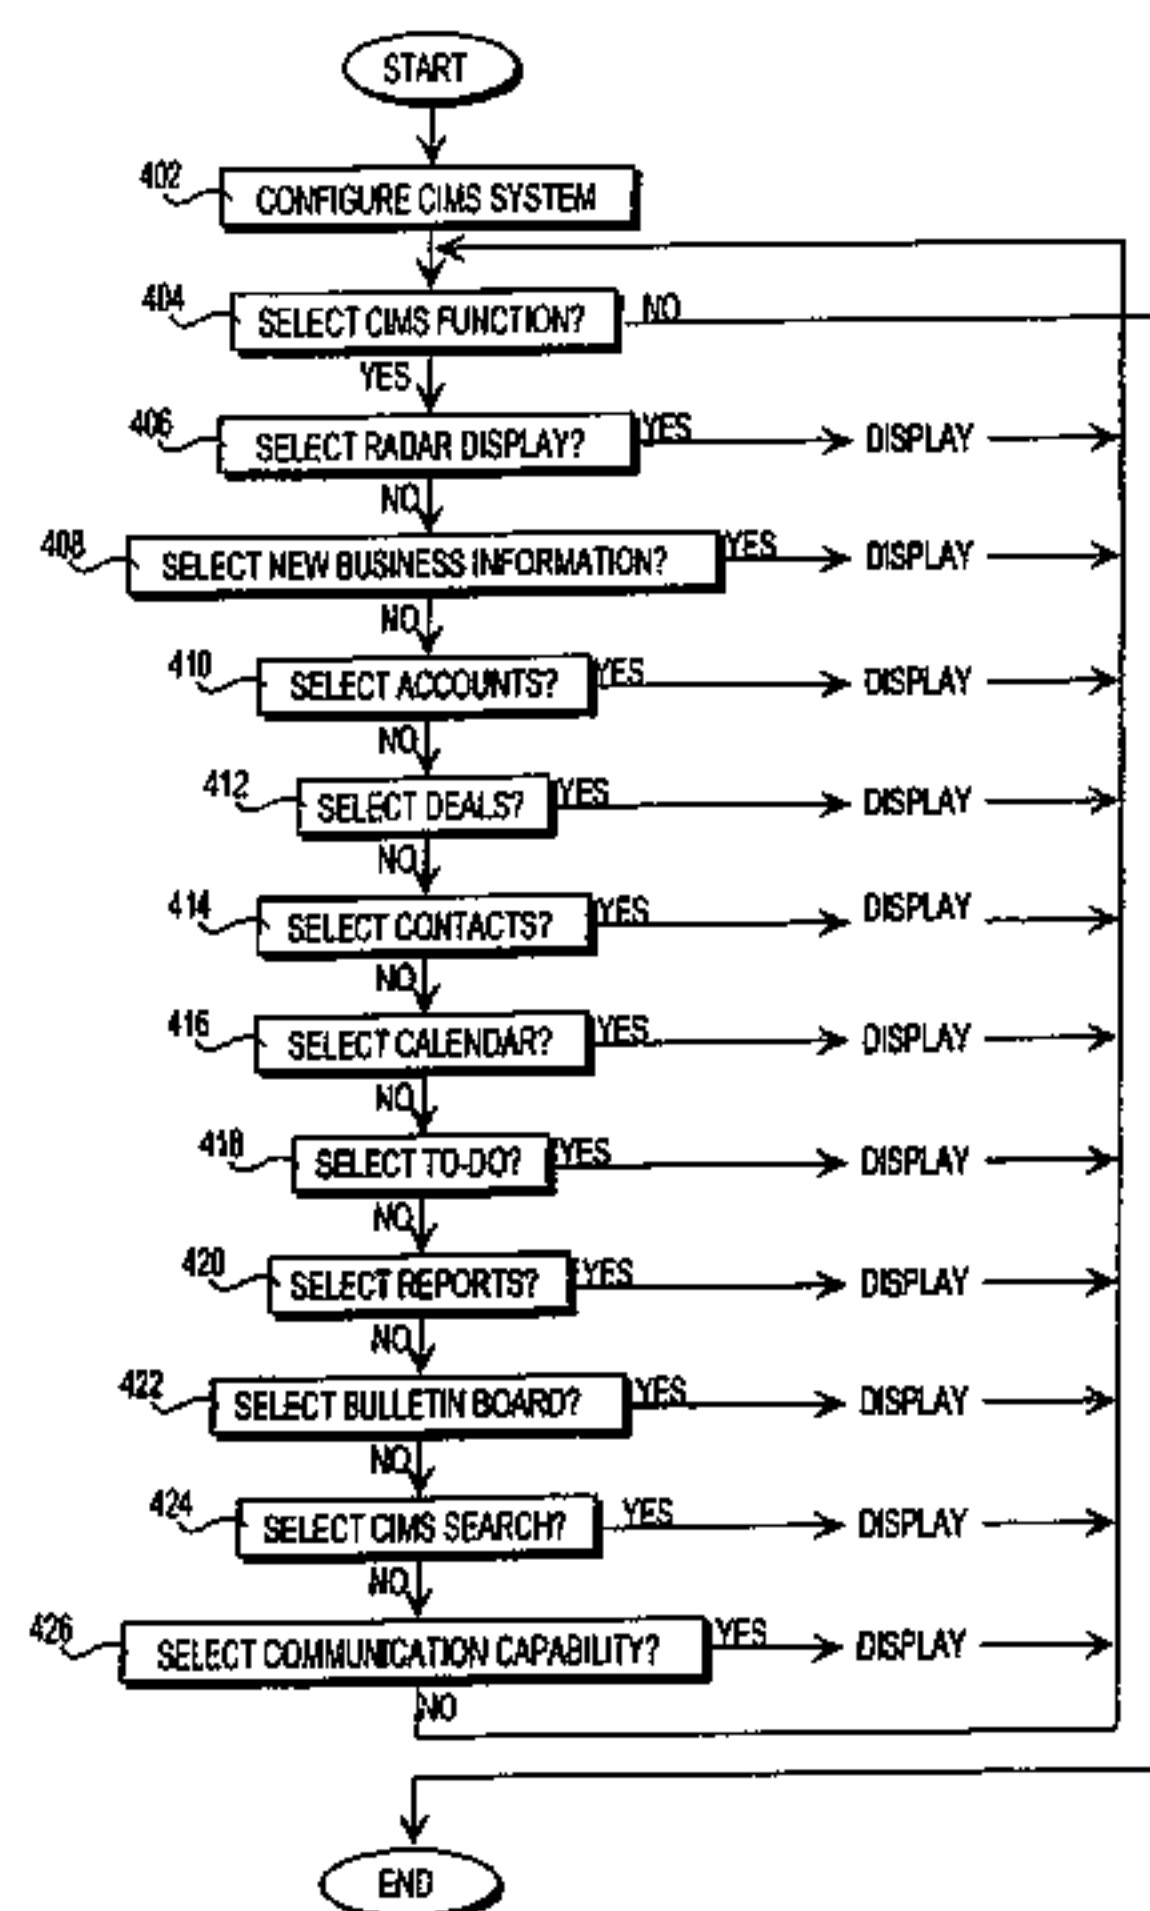 START
402
CONFIGURE CIMS SYSTEM
404
SELECT CIMS FUNCTION?
NO
YES
406
SELECT RADAR DISPLAY?
YES
DISPLAY
NO
408
SELECT NEW BUSINESS INFORMATION?
YES
DISPLAY
NO
410
SELECT ACCOUNTS?
YES
DISPLAY
NO
412
SELECT DEALS?
YES
DISPLAY
NO
414
SELECT CONTACTS?
YES
DISPLAY
NO
416
SELECT CALENDAR?
YES
DISPLAY
NO
418
SELECT TO-DO?
YES
DISPLAY
NO
420
SELECT REPORTS?
YES
DISPLAY
NO
422
SELECT BULLETIN BOARD?
YES
DISPLAY
NO
424
SELECT CIMS SEARCH?
YES
DISPLAY
NO
426
SELECT COMMUNICATION CAPABILITY?
YES
DISPLAY
NO
END